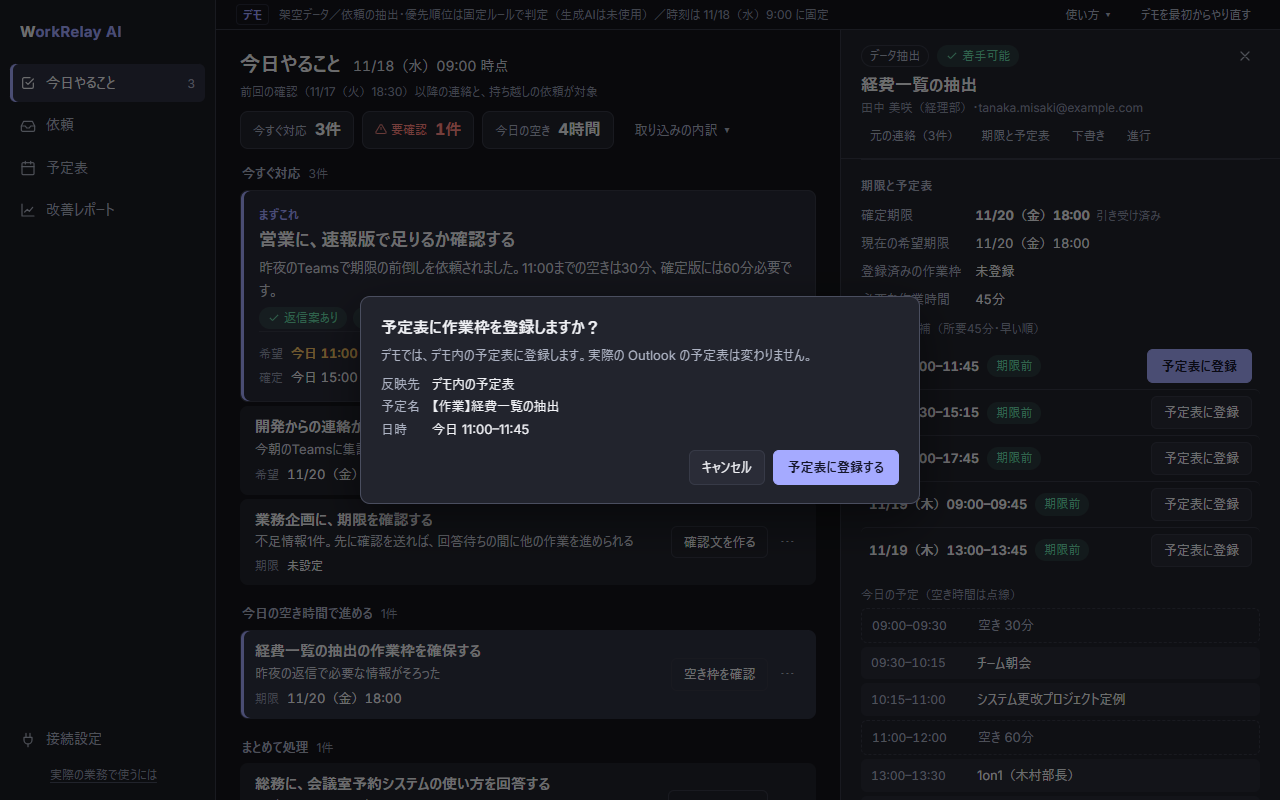 WorkRelay AI
今日やること 3
依頼
予定表
改善レポート
接続設定
実際の業務で使うには
デモ 架空データ／依頼の抽出・優先順位は固定ルールで判定（生成AIは未使用）／時刻は 11/18（水）9:00 に固定
使い方 ▼ デモを最初からやり直す
今日やること 11/18（水）09:00 時点
前回の確認（11/17（火）18:30）以降の連絡と、持ち越しの依頼が対象
今すぐ対応 3件 要確認 1件 今日の空き 4時間 取り込みの内訳 ▼
今すぐ対応 3件
まずこれ
営業に、速報版で足りるか確認する
昨夜のTeamsで期限の前倒しを依頼されました。11:00までの空きは30分、確定版には60分必要で
す。
返信案あり
希望 今日 11:00
確定 今日 15:00
開発からの連絡か
今朝のTeamsに集
希望 11/20（金）
業務企画に、期限を確認する
不足情報1件。先に確認を送れば、回答待ちの間に他の作業を進められる
期限 未設定
確認文を作る ...
今日の空き時間で進める 1件
経費一覧の抽出の作業枠を確保する
昨夜の返信で必要な情報がそろった
期限 11/20（金）18:00
空き枠を確認 ...
まとめて処理 1件
総務に、会議室予約システムの使い方を回答する
予定表に作業枠を登録しますか？
デモでは、デモ内の予定表に登録します。実際の Outlook の予定表は変わりません。
反映先 デモ内の予定表
予定名 【作業】経費一覧の抽出
日時 今日 11:00–11:45
キャンセル 予定表に登録する
データ抽出 着手可能
経費一覧の抽出
田中 美咲（経理部）・tanaka.misaki@example.com
元の連絡（3件） 期限と予定表 下書き 進行
期限と予定表
確定期限 11/20（金）18:00 引き受け済み
現在の希望期限 11/20（金）18:00
登録済みの作業枠 未登録
時間 45分
補（所要45分・早い順）
00–11:45 期限前 予定表に登録
30–15:15 期限前 予定表に登録
00–17:45 期限前 予定表に登録
11/19（木）09:00–09:45 期限前 予定表に登録
11/19（木）13:00–13:45 期限前 予定表に登録
今日の予定（空き時間は点線）
09:00–09:30 空き 30分
09:30–10:15 チーム朝会
10:15–11:00 システム更改プロジェクト定例
11:00–12:00 空き 60分
13:00–13:30 1on1（木村部長）